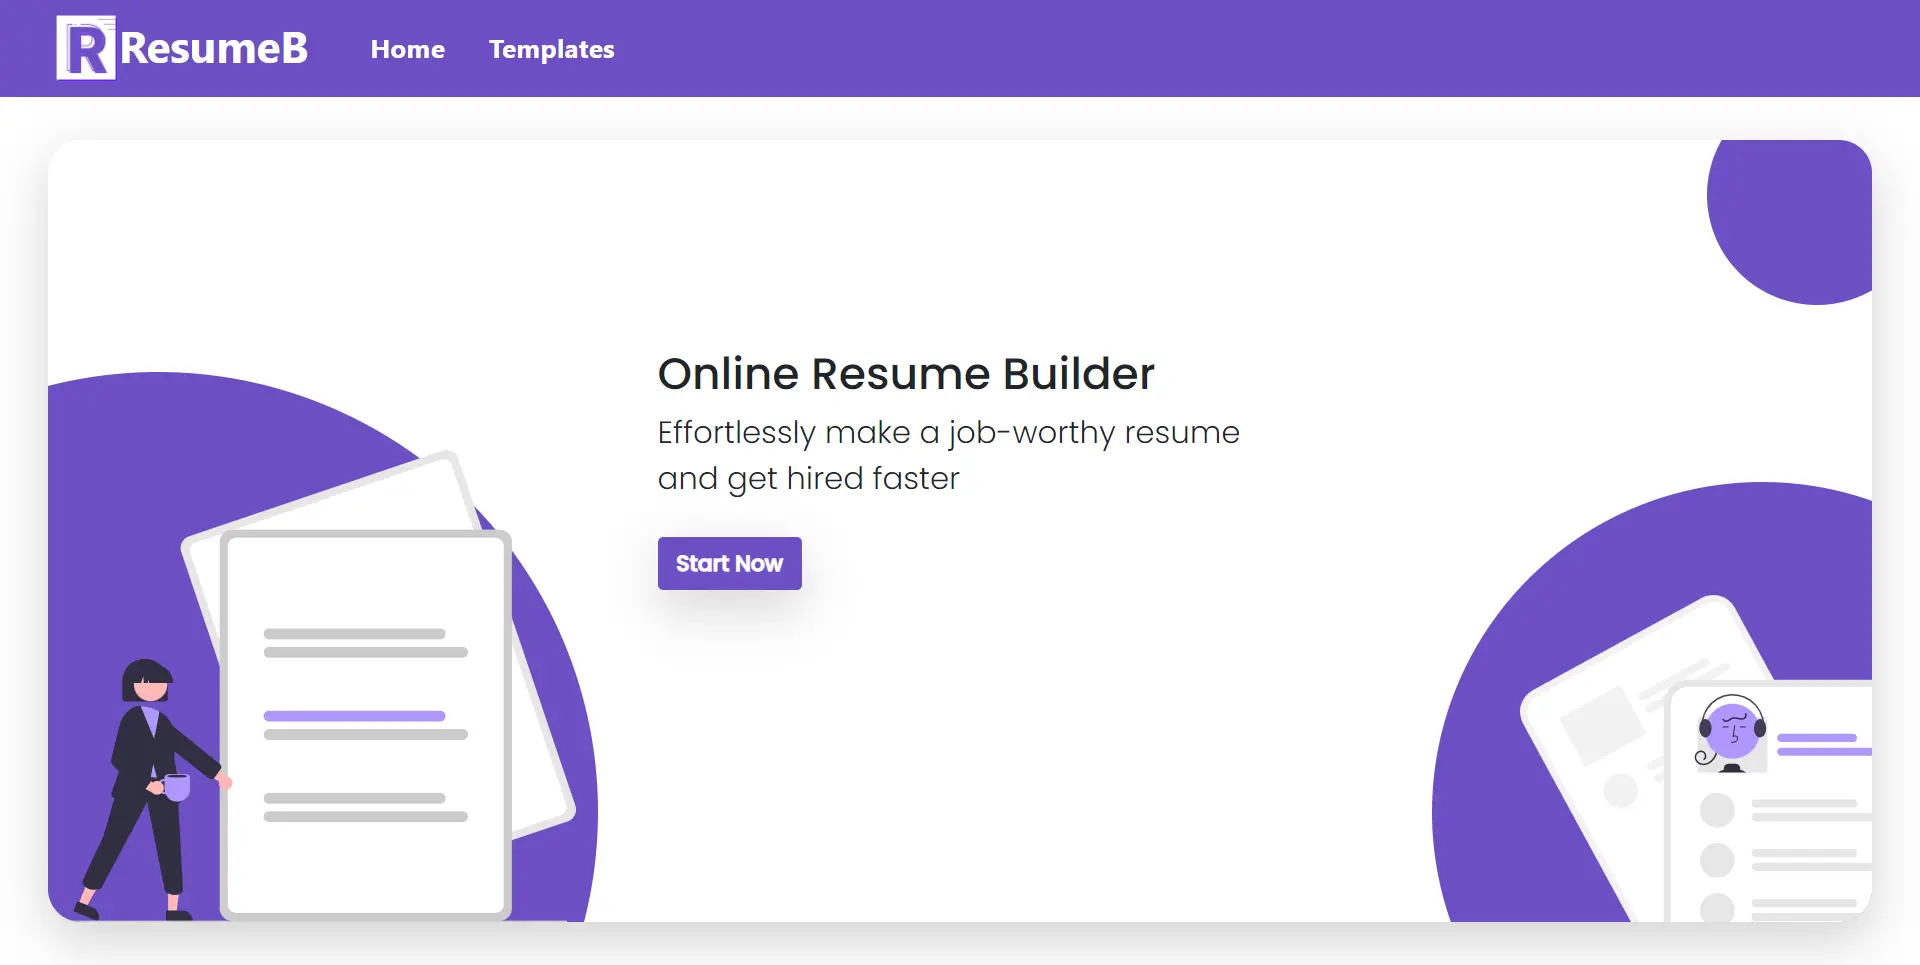 R ResumeB
Home
Templates
Online Resume Builder
Effortlessly make a job-worthy resume
and get hired faster
Start Now